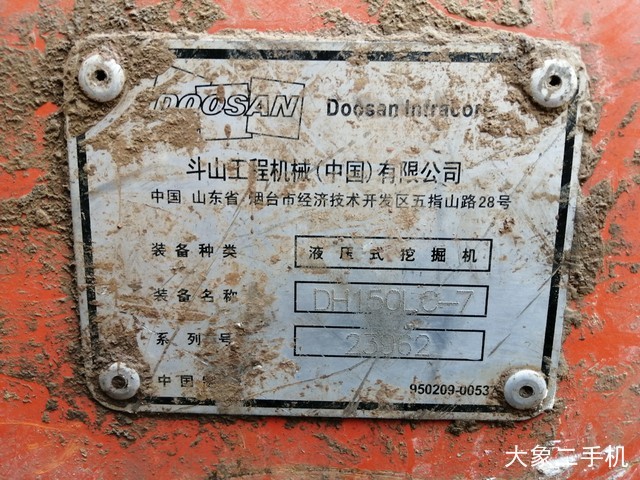 DOOSAN Doosan Infracor
斗山工程机械(中国)有限公司
中国 山东省 烟台市经济技术开发区五指山路28号
装备种类 液压式挖掘机
装备名称 DH150LC-7
系列号 23962
中国
950209-0053
大象二手机